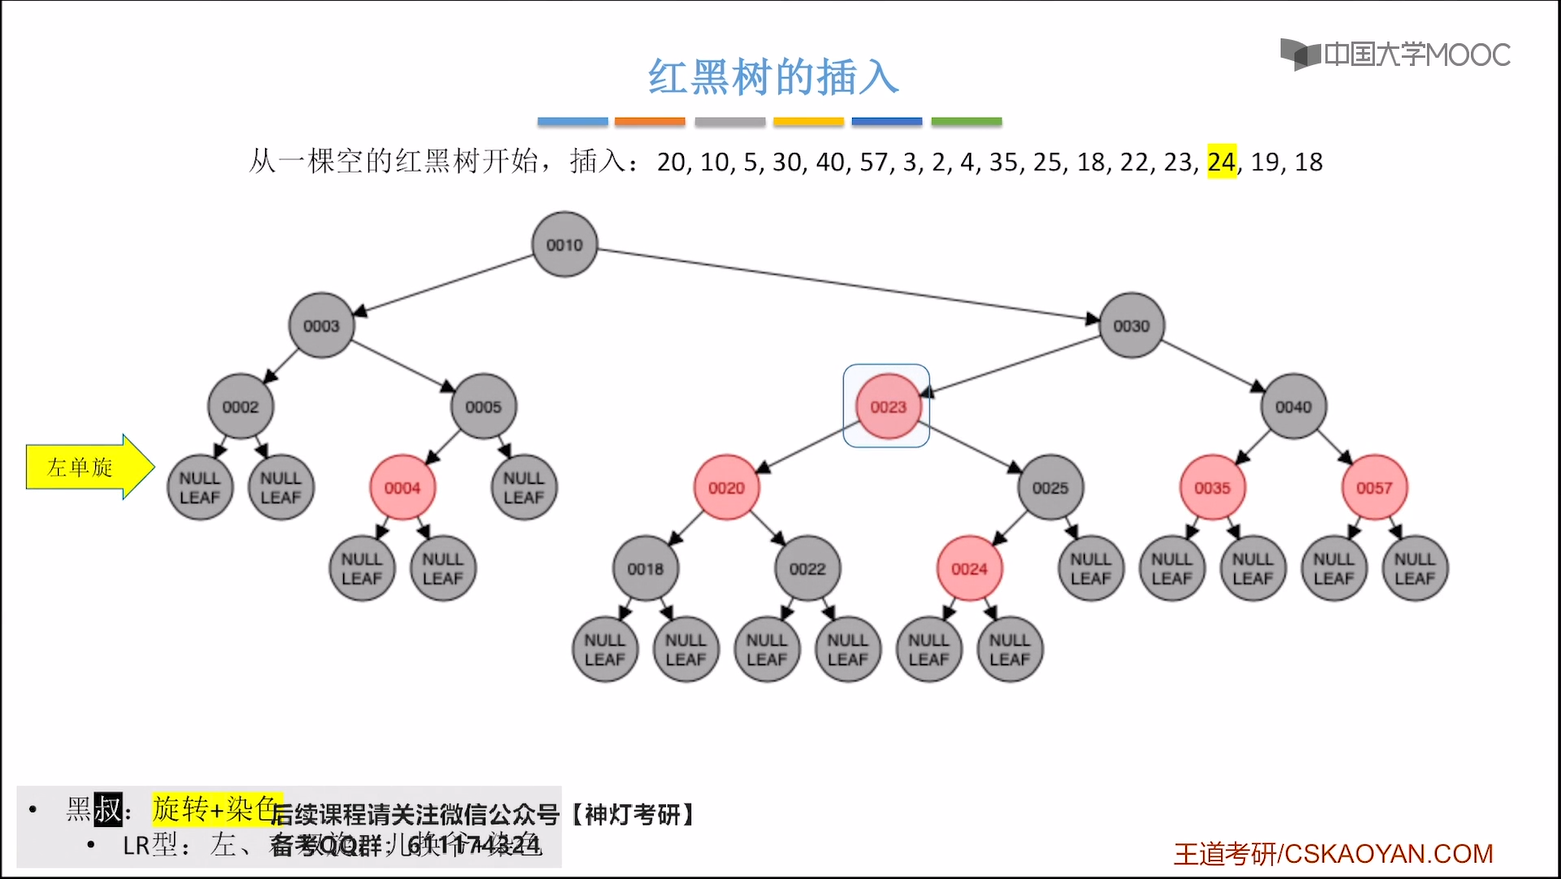 中国大学MOOC
红黑树的插入
从一棵空的红黑树开始，插入：20, 10, 5, 30, 40, 57, 3, 2, 4, 35, 25, 18, 22, 23, 24, 19, 18
0010
0003
0030
0002
0005
0023
0040
左单旋
NULL
LEAF
NULL
LEAF
0004
NULL
LEAF
0020
0025
0035
0057
NULL
LEAF
NULL
LEAF
0018
0022
0024
NULL
LEAF
NULL
LEAF
NULL
LEAF
NULL
LEAF
NULL
LEAF
NULL
LEAF
NULL
LEAF
NULL
LEAF
NULL
LEAF
NULL
LEAF
NULL
LEAF
• 黑叔：旋转+染色
后续课程请关注微信公众号【神灯考研】
• LR型：左、
备考QQ群：611174324
王道考研/CSKAOYAN.COM